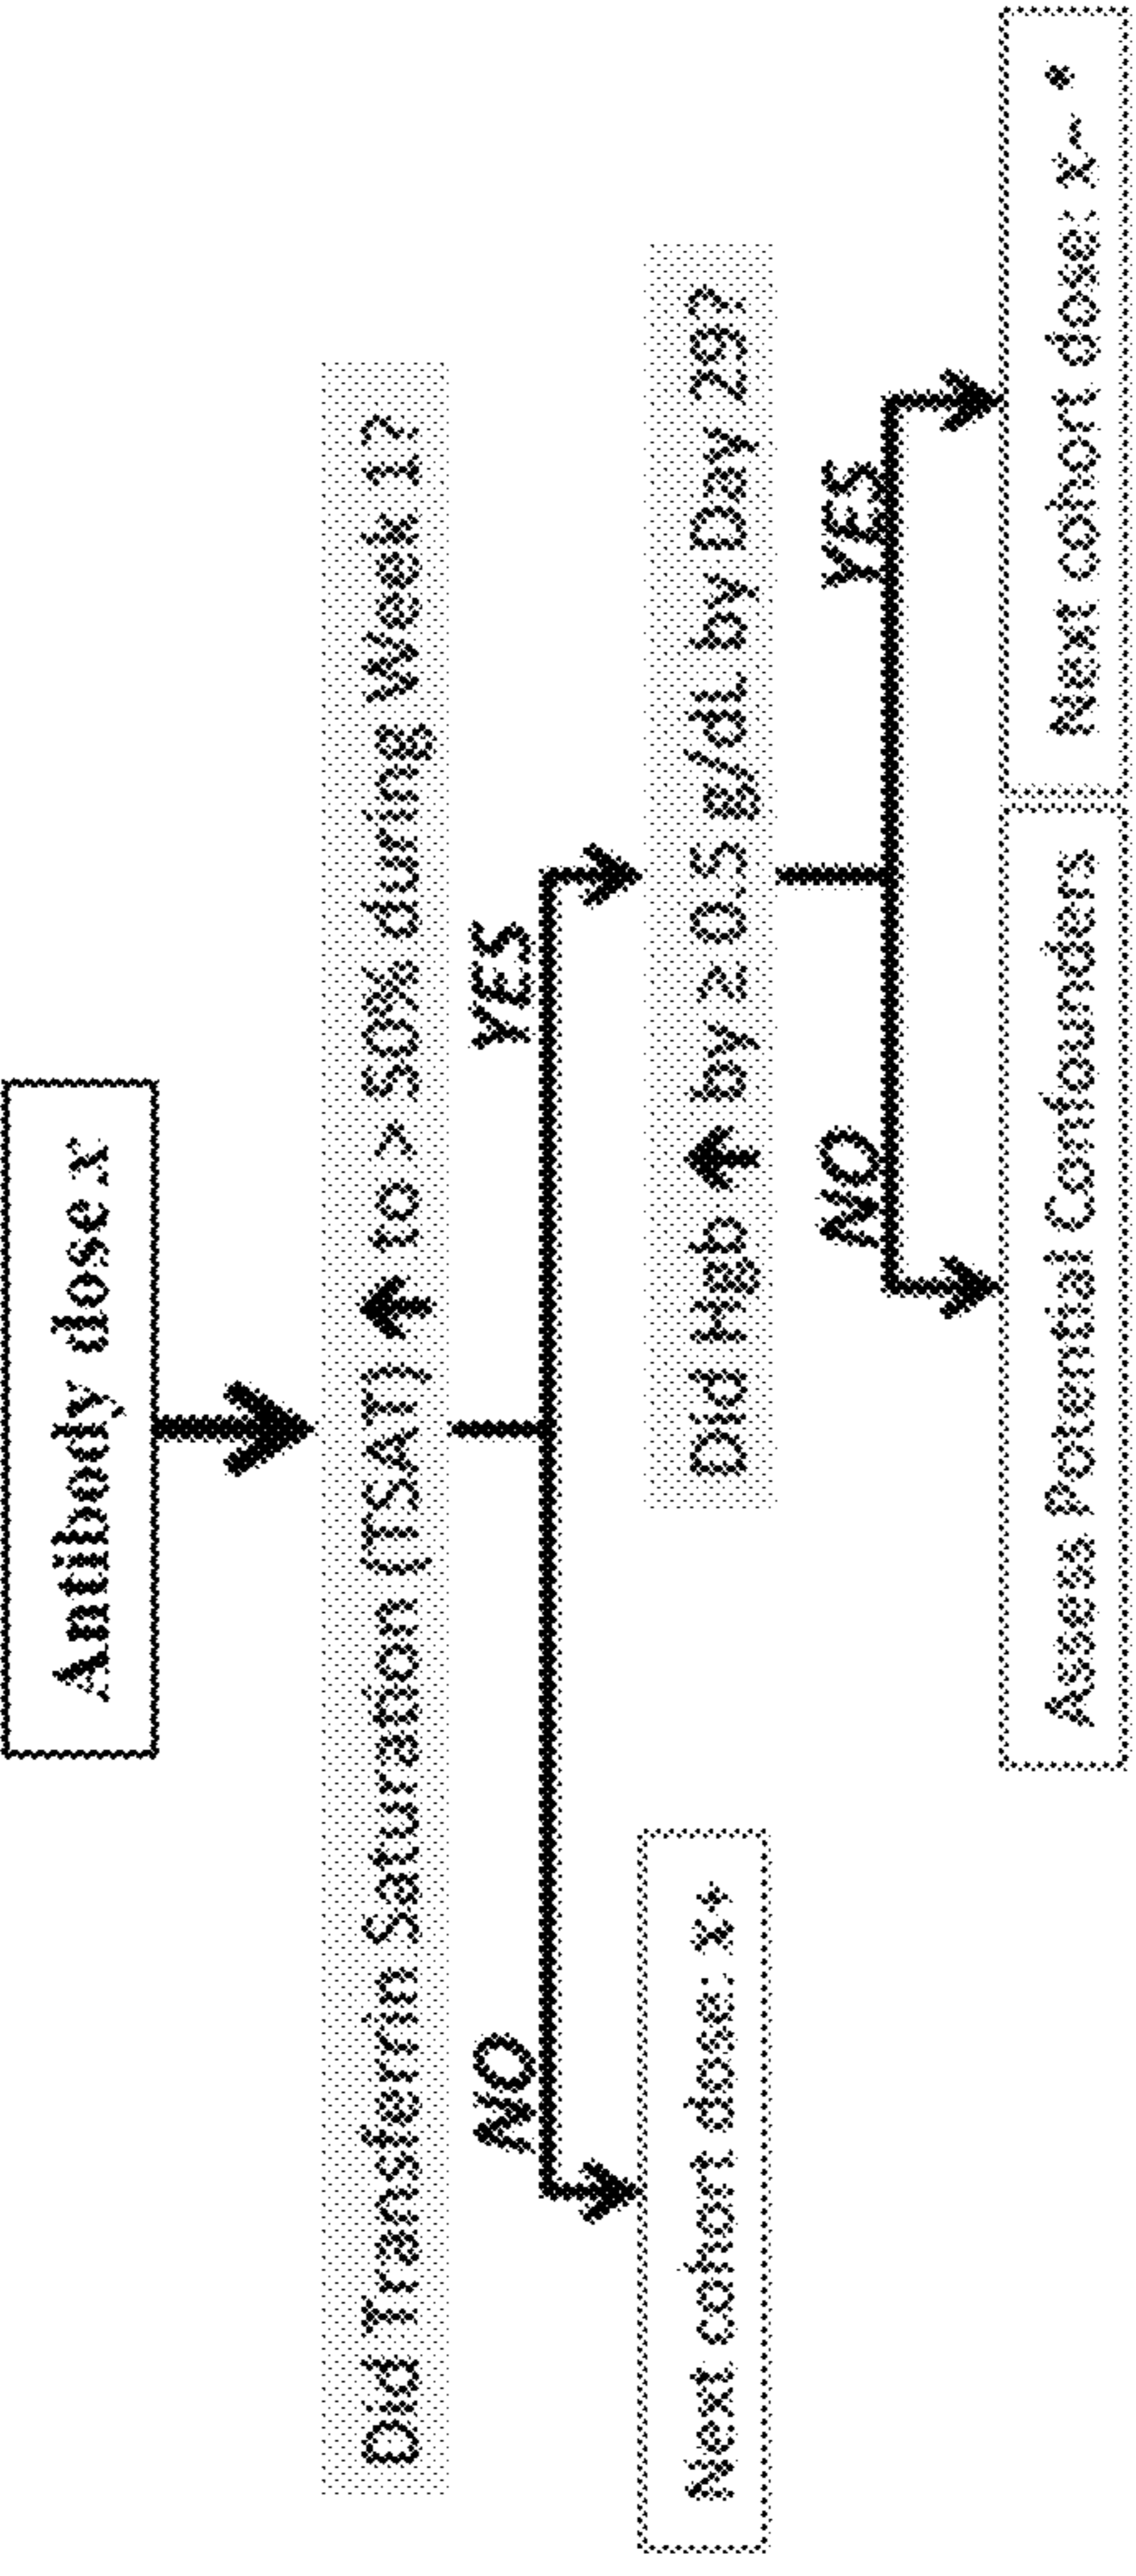 Antibody dose x
Did Transferrin Saturation (TSAT) ↑ to > 50% during Week 1?
NO
YES
Next cohort dose: x+
Did Hgb ↑ by ≥ 0.5 g/dL by Day 29?
NO
YES
Assess Potential Confounders
Next cohort dose: x~ *